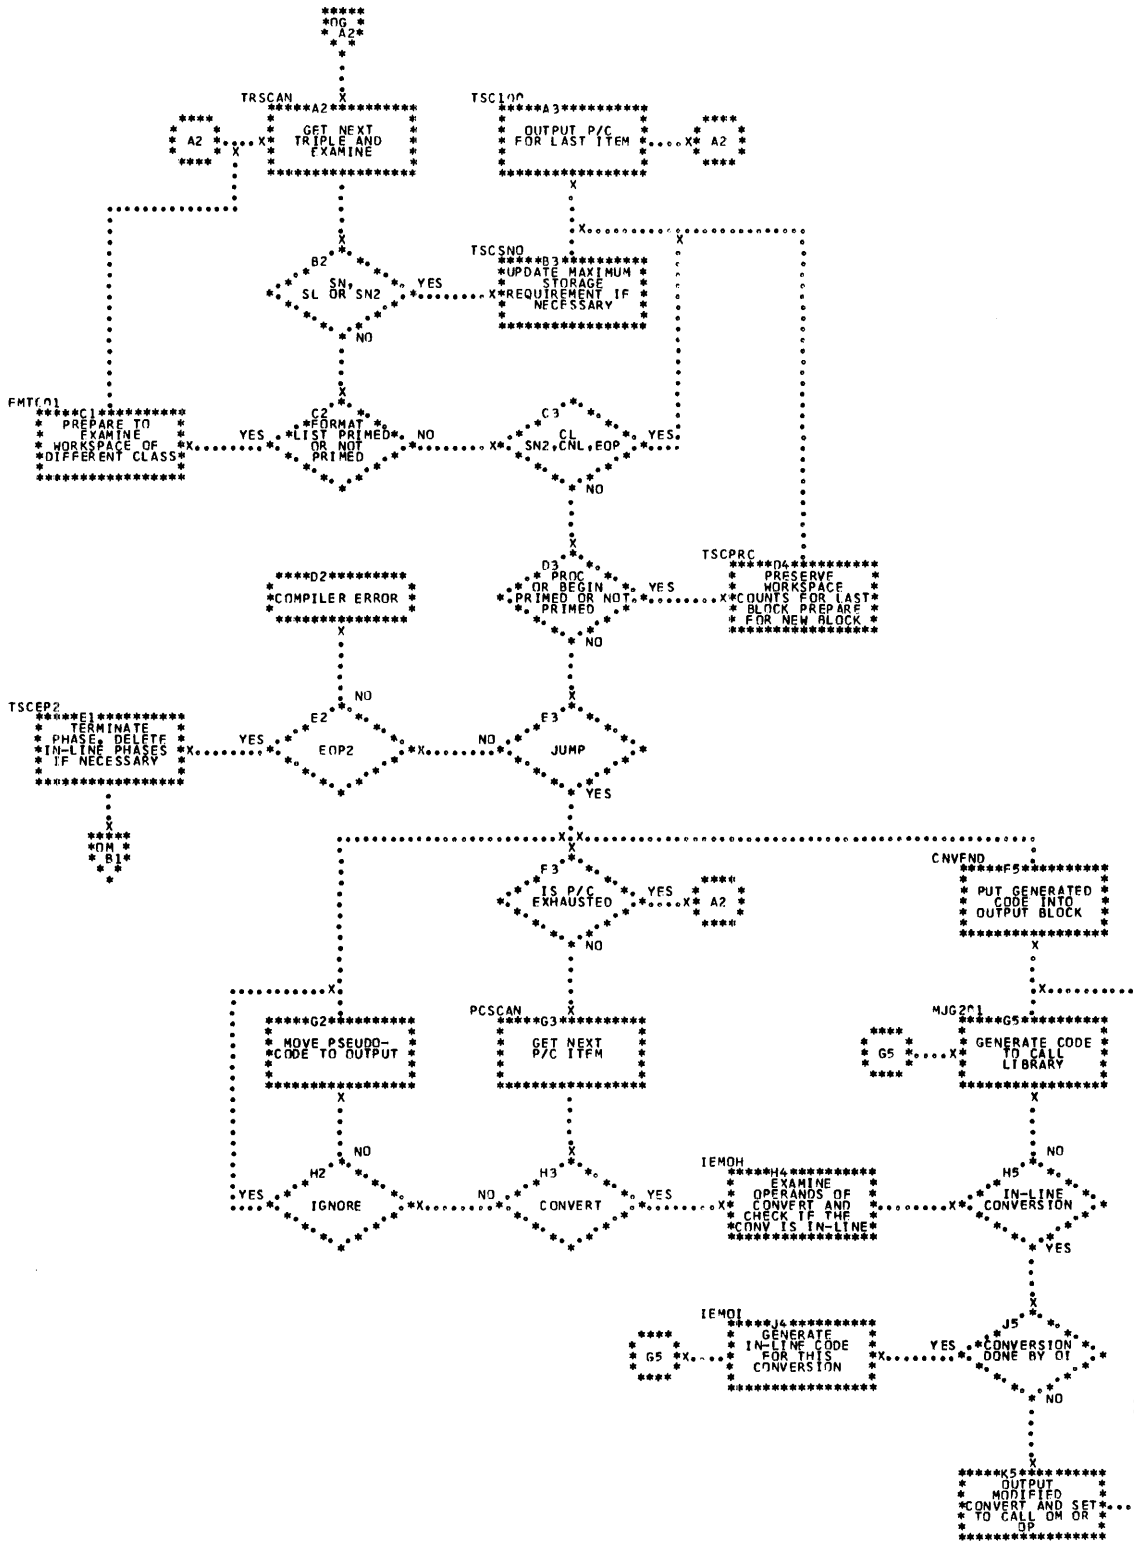 OG
A2
TRSCAN
A2
GET NEXT
TRIPLE AND
EXAMINE
A2
TSC100
A3
OUTPUT P/C
FOR LAST ITEM
A2
B2
SN,
SL OR SN2
YES
NO
TSCSNO
B3
UPDATE MAXIMUM
STORAGE
REQUIREMENT IF
NECESSARY
C1
PREPARE TO
EXAMINE
WORKSPACE OF
DIFFERENT CLASS
YES
C2
FORMAT
LIST PRIMED
OR NOT
PRIMED
NO
C3
CL
SN2,CNL,EOP
YES
NO
D2
COMPILER ERROR
D3
PROC
OR BEGIN
PRIMED OR NOT
PRIMED
YES
NO
TSCPRC
D4
PRESERVE
WORKSPACE
COUNTS FOR LAST
BLOCK PREPARE
FOR NEW BLOCK
TSCEP2
E1
TERMINATE
PHASE, DELETE
IN-LINE PHASES
IF NECESSARY
OM
B1
YES
E2
EOP2
NO
NO
E3
JUMP
YES
F3
IS P/C
EXHAUSTED
YES
A2
NO
CNVEND
F5
PUT GENERATED
CODE INTO
OUTPUT BLOCK
G2
MOVE PSEUDO-
CODE TO OUTPUT
PCSCAN
G3
GET NEXT
P/C ITEM
G5
MJG201
G5
GENERATE CODE
TO CALL
LIBRARY
NO
YES
H2
IGNORE
NO
H3
CONVERT
YES
IEMOH
H4
EXAMINE
OPERANDS OF
CONVERT AND
CHECK IF THE
CONV IS IN-LINE
NO
H5
IN-LINE
CONVERSION
YES
G5
IEMOI
J4
GENERATE
IN-LINE CODE
FOR THIS
CONVERSION
YES
J5
CONVERSION
DONE BY OI
NO
K5
OUTPUT
MODIFIED
CONVERT AND SET
TO CALL OM OR
OP